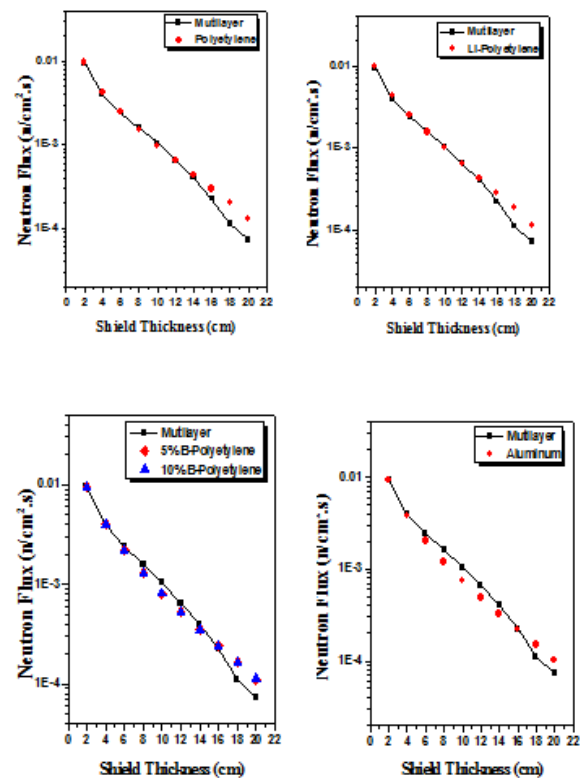 Mutilayer
Polyetylene
0.01
1E-3
1E-4
Neutron Flux (n/cm².s)
0 2 4 6 8 10 12 14 16 18 20 22
Shield Thickness (cm)
Mutilayer
Li-Polyetylene
0.01
1E-3
1E-4
Neutron Flux (n/cm².s)
0 2 4 6 8 10 12 14 16 18 20 22
Shield Thickness (cm)
Mutilayer
5%B-Polyetylene
10%B-Polyetylene
0.01
1E-3
1E-4
Neutron Flux (n/cm².s)
0 2 4 6 8 10 12 14 16 18 20 22
Shield Thickness (cm)
Mutilayer
Aluminum
0.01
1E-3
1E-4
Neutron Flux (n/cm².s)
0 2 4 6 8 10 12 14 16 18 20 22
Shield Thickness (cm)